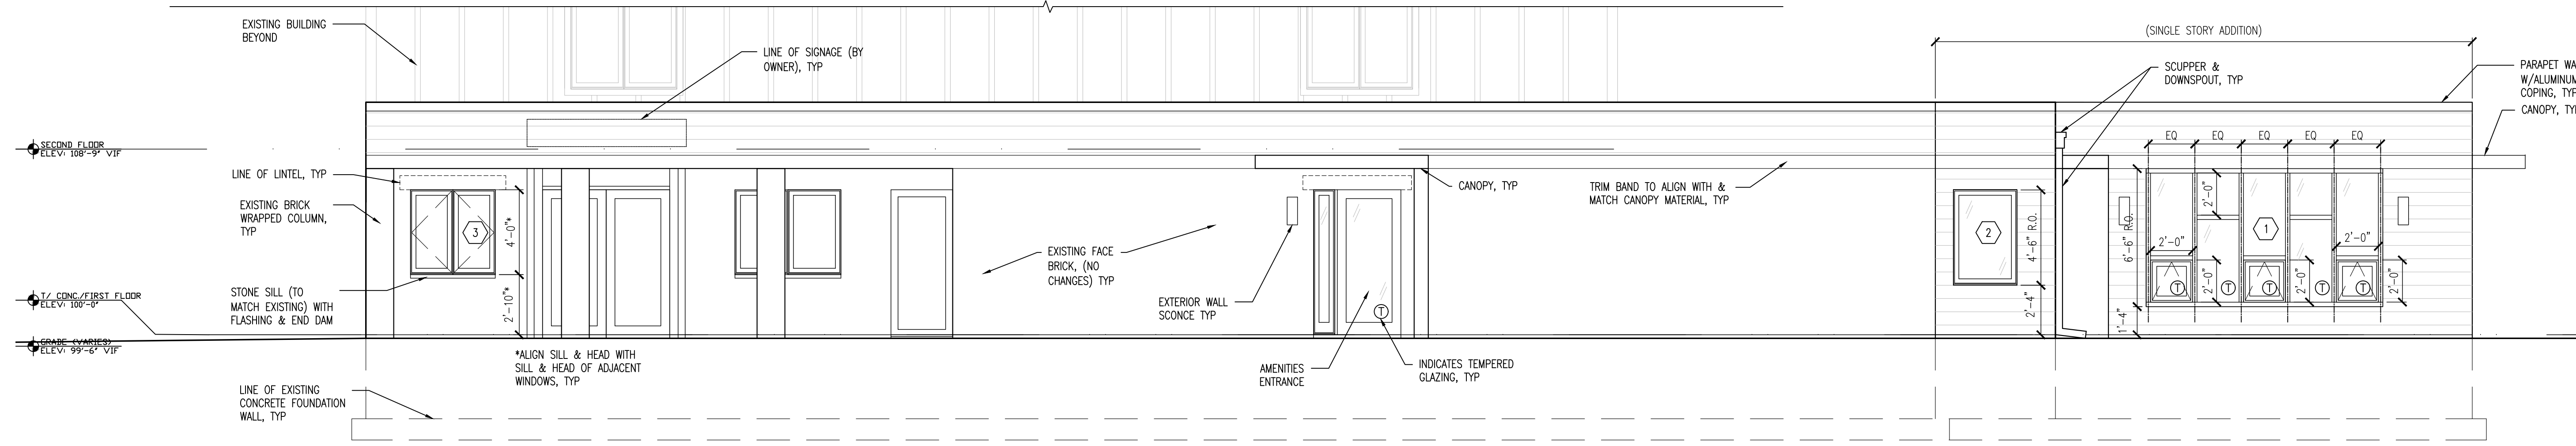 EXISTING BUILDING
BEYOND
LINE OF SIGNAGE (BY
OWNER), TYP
(SINGLE STORY ADDITION)
SCUPPER &
DOWNSPOUT, TYP
PARAPET WA
W/ALUMINUM
COPING, TYP
CANOPY, TY
SECOND FLOOR
ELEV: 108'-9" VIF
EQ EQ EQ EQ EQ
LINE OF LINTEL, TYP
EXISTING BRICK
WRAPPED COLUMN,
TYP
CANOPY, TYP
TRIM BAND TO ALIGN WITH &
MATCH CANOPY MATERIAL, TYP
3
4'-0"*
2'-10"*
EXISTING FACE
BRICK, (NO
CHANGES) TYP
2
4'-6" R.O.
2'-4"
6'-6" R.O.
1'-4"
2'-0"
1
2'-0"
2'-0"
2'-0"
2'-0"
2'-0"
T T T T T
STONE SILL (TO
MATCH EXISTING) WITH
FLASHING & END DAM
EXTERIOR WALL
SCONCE TYP
T
T/ CONC./FIRST FLOOR
ELEV: 100'-0"
GRADE (VARIES)
ELEV: 99'-6" VIF
*ALIGN SILL & HEAD WITH
SILL & HEAD OF ADJACENT
WINDOWS, TYP
AMENITIES
ENTRANCE
INDICATES TEMPERED
GLAZING, TYP
LINE OF EXISTING
CONCRETE FOUNDATION
WALL, TYP